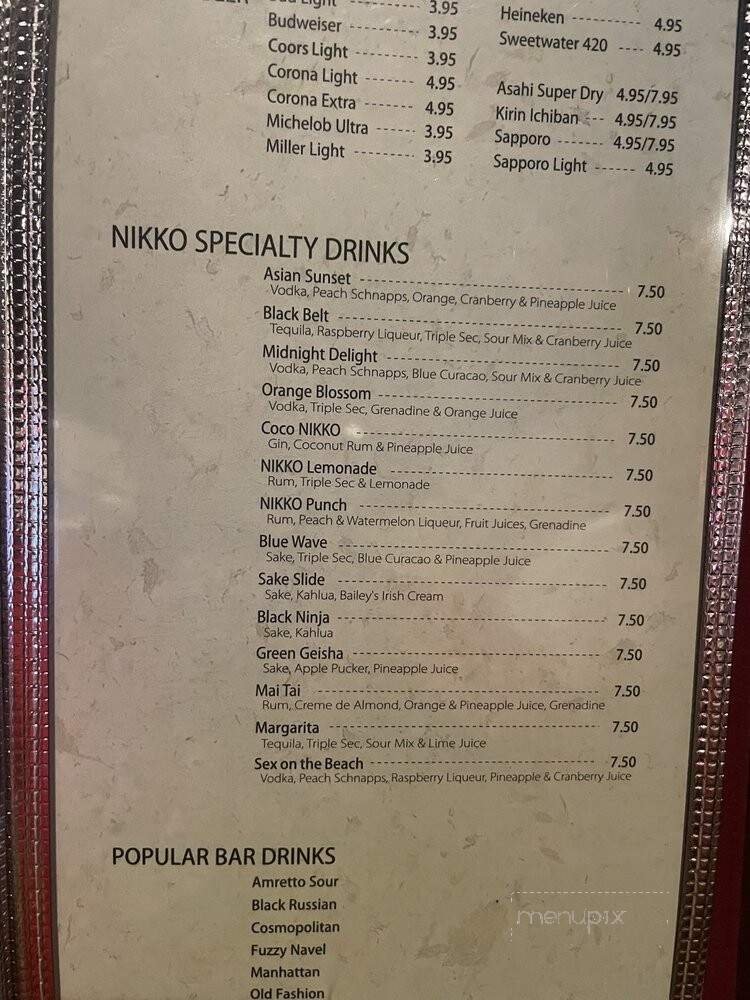 Light ----------- 3.95
Budweiser ---------- 3.95
Coors Light --------- 3.95
Corona Light -------- 4.95
Corona Extra -------- 4.95
Michelob Ultra ------ 3.95
Miller Light --------- 3.95
Heineken ----------- 4.95
Sweetwater 420 ---- 4.95
Asahi Super Dry 4.95/7.95
Kirin Ichiban --- 4.95/7.95
Sapporo ------- 4.95/7.95
Sapporo Light ------ 4.95
NIKKO SPECIALTY DRINKS
Asian Sunset ---------- 7.50
Vodka, Peach Schnapps, Orange, Cranberry & Pineapple Juice
Black Belt ---------- 7.50
Tequila, Raspberry Liqueur, Triple Sec, Sour Mix & Cranberry Juice
Midnight Delight ---------- 7.50
Vodka, Peach Schnapps, Blue Curacao, Sour Mix & Cranberry Juice
Orange Blossom ---------- 7.50
Vodka, Triple Sec, Grenadine & Orange Juice
Coco NIKKO ---------- 7.50
Gin, Coconut Rum & Pineapple Juice
NIKKO Lemonade ---------- 7.50
Rum, Triple Sec & Lemonade
NIKKO Punch ---------- 7.50
Rum, Peach & Watermelon Liqueur, Fruit Juices, Grenadine
Blue Wave ---------- 7.50
Sake, Triple Sec, Blue Curacao & Pineapple Juice
Sake Slide ---------- 7.50
Sake, Kahlua, Bailey's Irish Cream
Black Ninja ---------- 7.50
Sake, Kahlua
Green Geisha ---------- 7.50
Sake, Apple Pucker, Pineapple Juice
Mai Tai ---------- 7.50
Rum, Creme de Almond, Orange & Pineapple Juice, Grenadine
Margarita ---------- 7.50
Tequila, Triple Sec, Sour Mix & Lime Juice
Sex on the Beach ---------- 7.50
Vodka, Peach Schnapps, Raspberry Liqueur, Pineapple & Cranberry Juice
POPULAR BAR DRINKS
Amretto Sour
Black Russian
Cosmopolitan
Fuzzy Navel
Manhattan
Old Fashion
menupix